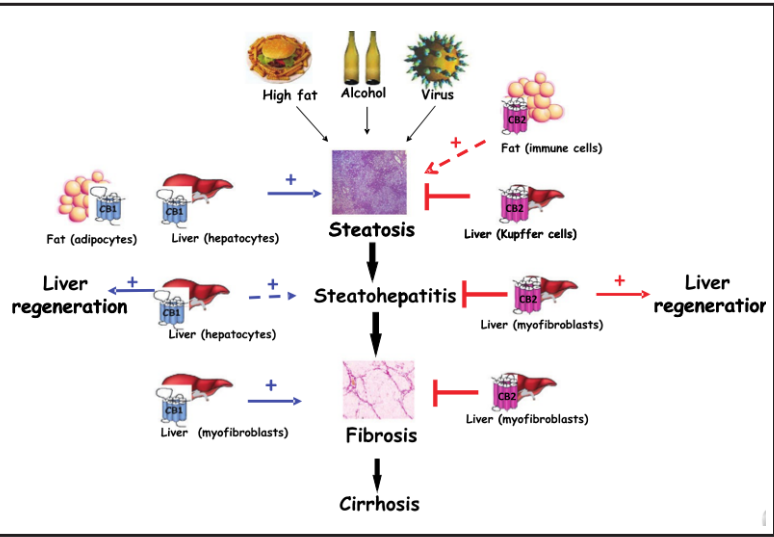 High fat
Alcohol
Virus
+
CB2
Fat (immune cells)
CB1
Fat (adipocytes)
CB1
Liver (hepatocytes)
+
Steatosis
CB2
Liver (Kupffer cells)
Liver
regeneration
+
CB1
Liver (hepatocytes)
+
Steatohepatitis
CB2
Liver (myofibroblasts)
+
Liver
regeneration
CB1
Liver (myofibroblasts)
+
Fibrosis
CB2
Liver (myofibroblasts)
Cirrhosis